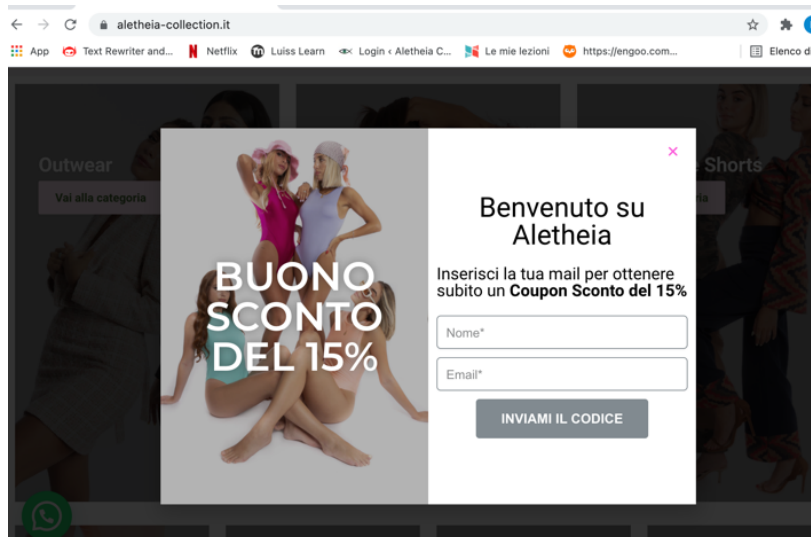 aletheia-collection.it
App
Text Rewriter and...
Netflix
Luiss Learn
Login ‹ Aletheia C...
Le mie lezioni
https://engoo.com...
Outwear
Shorts
Vai alla categoria
Benvenuto su
Aletheia
BUONO
SCONTO
DEL 15%
Inserisci la tua mail per ottenere
subito un Coupon Sconto del 15%
Nome*
Email*
INVIAMI IL CODICE